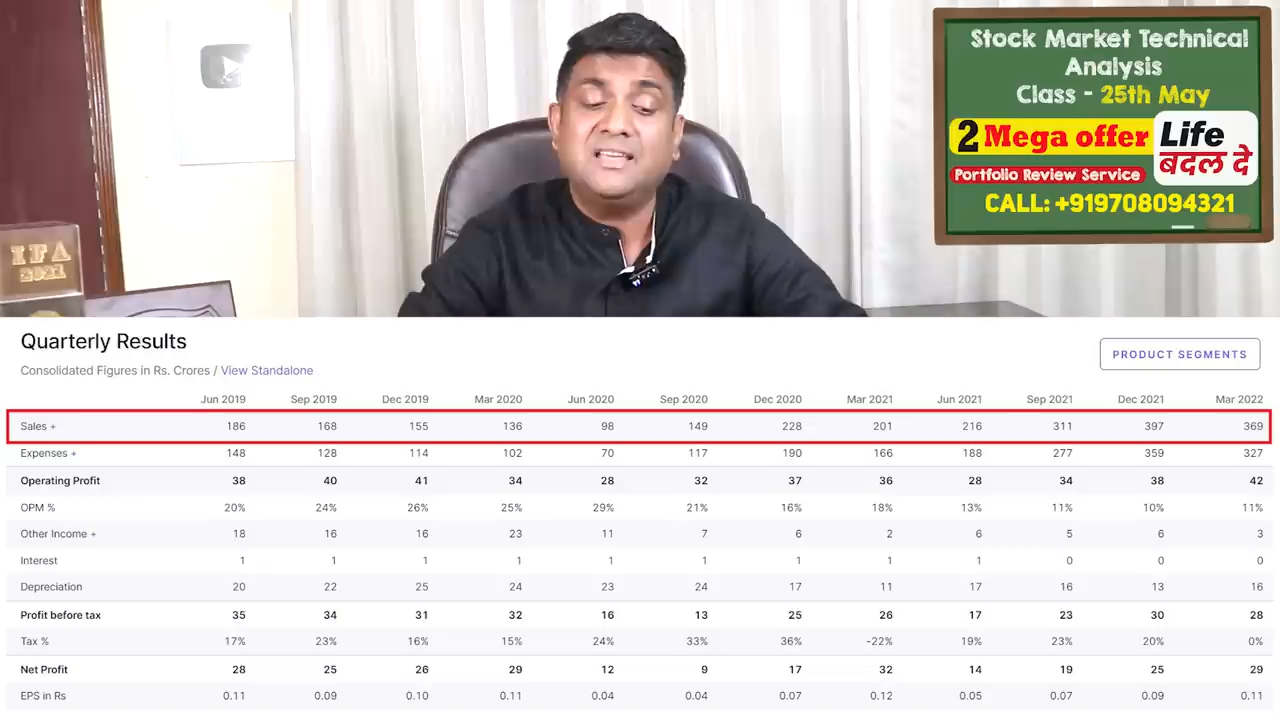 IFA
2021
Stock Market Technical
Analysis
Class - 25th May
2 Mega offer
Life
बदल दे
Portfolio Review Service
CALL: +919708094321
Quarterly Results
Consolidated Figures in Rs. Crores / View Standalone
PRODUCT SEGMENTS
Jun 2019 Sep 2019 Dec 2019 Mar 2020 Jun 2020 Sep 2020 Dec 2020 Mar 2021 Jun 2021 Sep 2021 Dec 2021 Mar 2022
Sales + 186 168 155 136 98 149 228 201 216 311 397 369
Expenses + 148 128 114 102 70 117 190 166 188 277 359 327
Operating Profit 38 40 41 34 28 32 37 36 28 34 38 42
OPM % 20% 24% 26% 25% 29% 21% 16% 18% 13% 11% 10% 11%
Other Income + 18 16 16 23 11 7 6 2 6 5 6 3
Interest 1 1 1 1 1 1 1 1 1 0 0 0
Depreciation 20 22 25 24 23 24 17 11 17 16 13 16
Profit before tax 35 34 31 32 16 13 25 26 17 23 30 28
Tax % 17% 23% 16% 15% 24% 33% 36% -22% 19% 23% 20% 0%
Net Profit 28 25 26 29 12 9 17 32 14 19 25 29
EPS in Rs 0.11 0.09 0.10 0.11 0.04 0.04 0.07 0.12 0.05 0.07 0.09 0.11